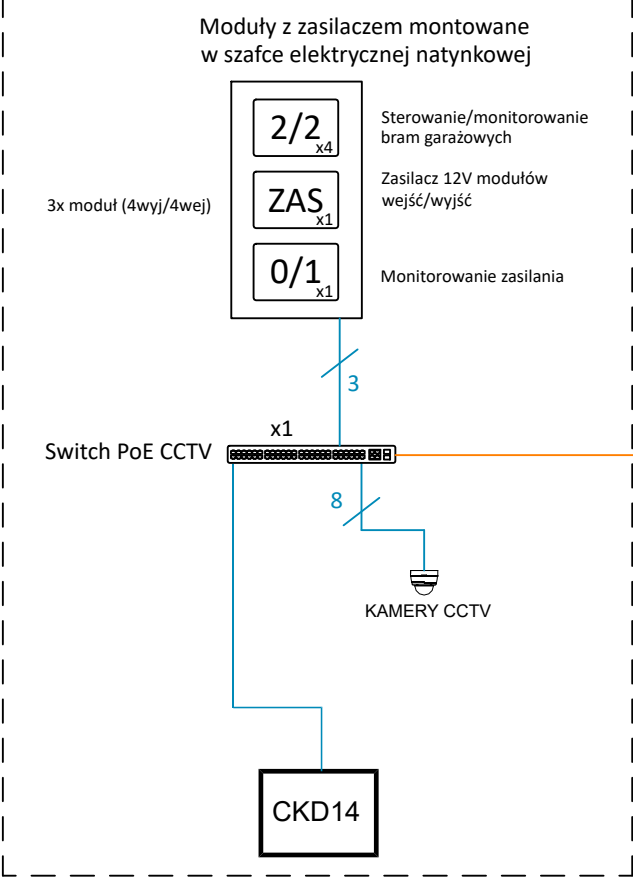 Moduły z zasilaczem montowane
w szafce elektrycznej natynkowej
2/2
x4
Sterowanie/monitorowanie
bram garażowych
3x moduł (4wyj/4wej)
ZAS
x1
Zasilacz 12V modułów
wejść/wyjść
0/1
x1
Monitorowanie zasilania
3
x1
Switch PoE CCTV
8
KAMERY CCTV
CKD14